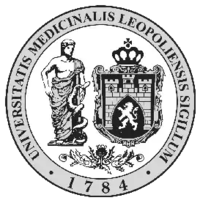 UNIVERSITATIS MEDICINALIS LEOPOLIENSIS SIGILLUM
· 1784 ·